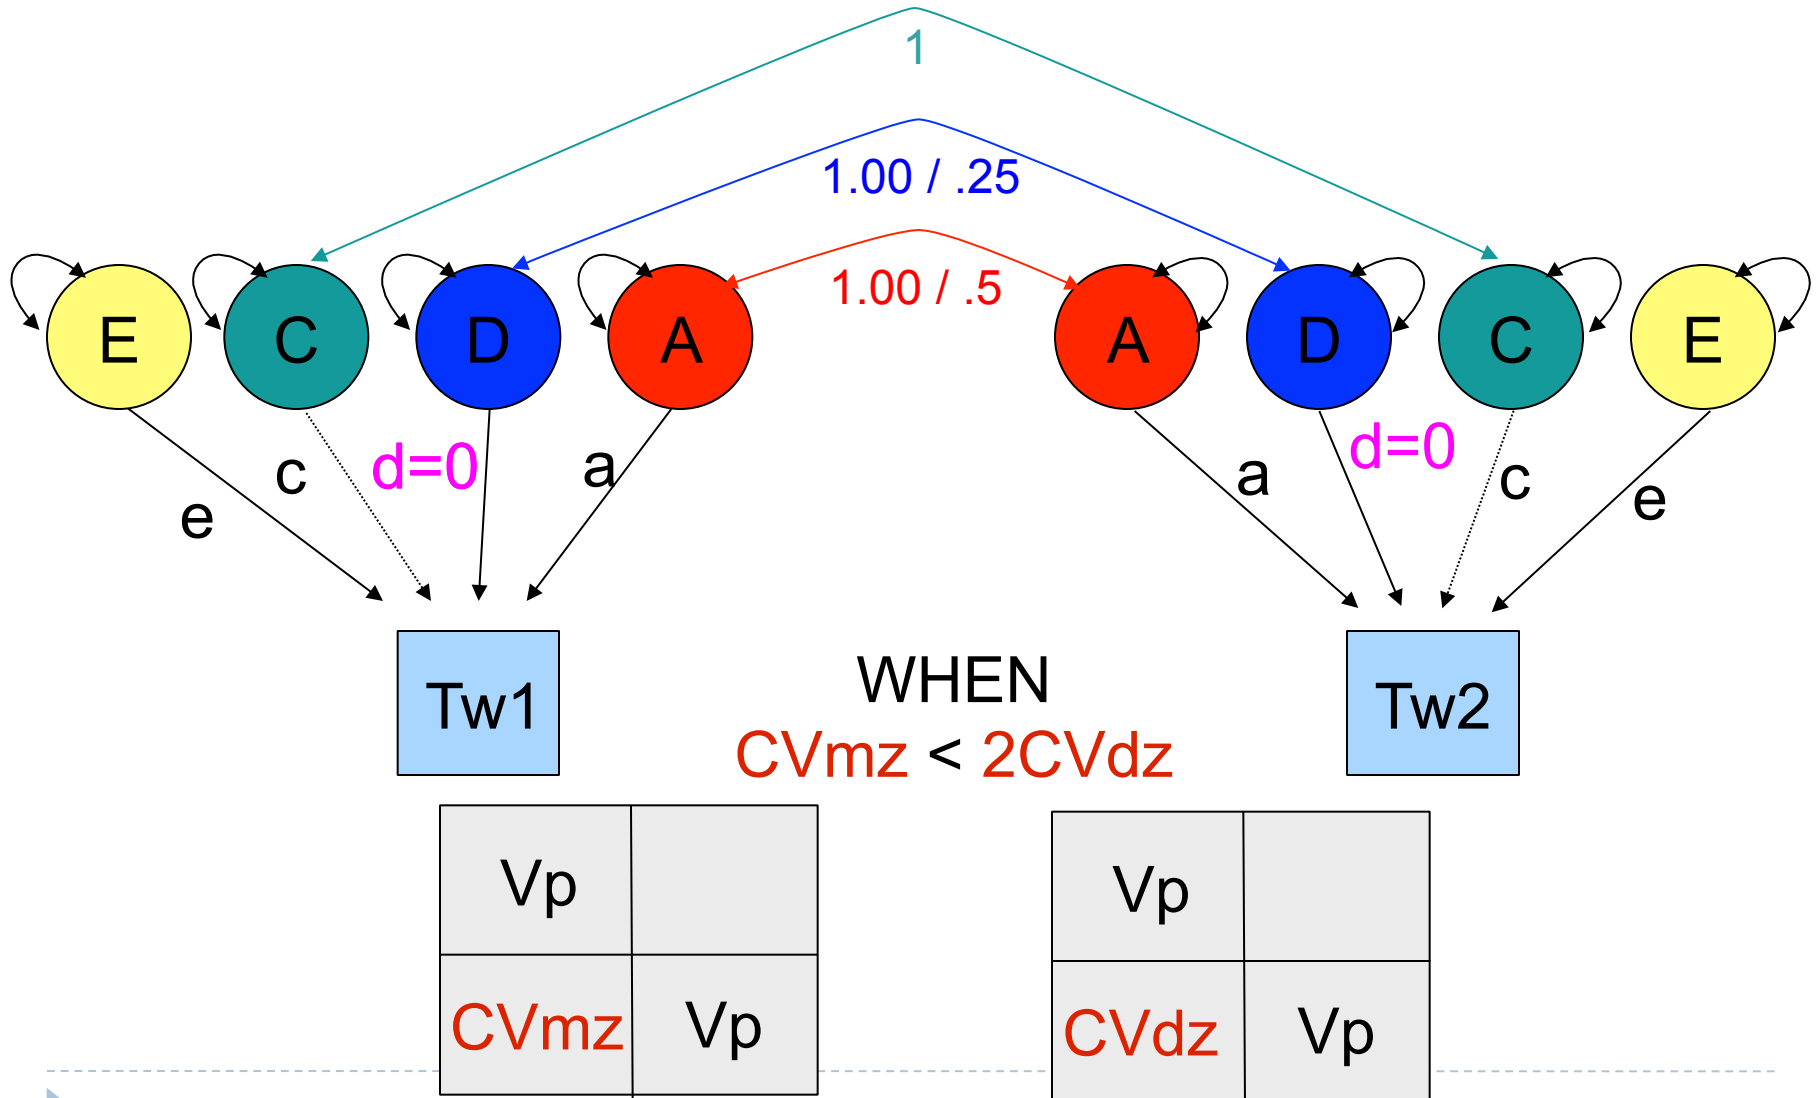 1
1.00 / .25
1.00 / .5
E C D A A D C E
e c d=0 a a d=0 c e
Tw1 Tw2
WHEN
CVmz < 2CVdz
Vp Vp
CVmz Vp CVdz Vp